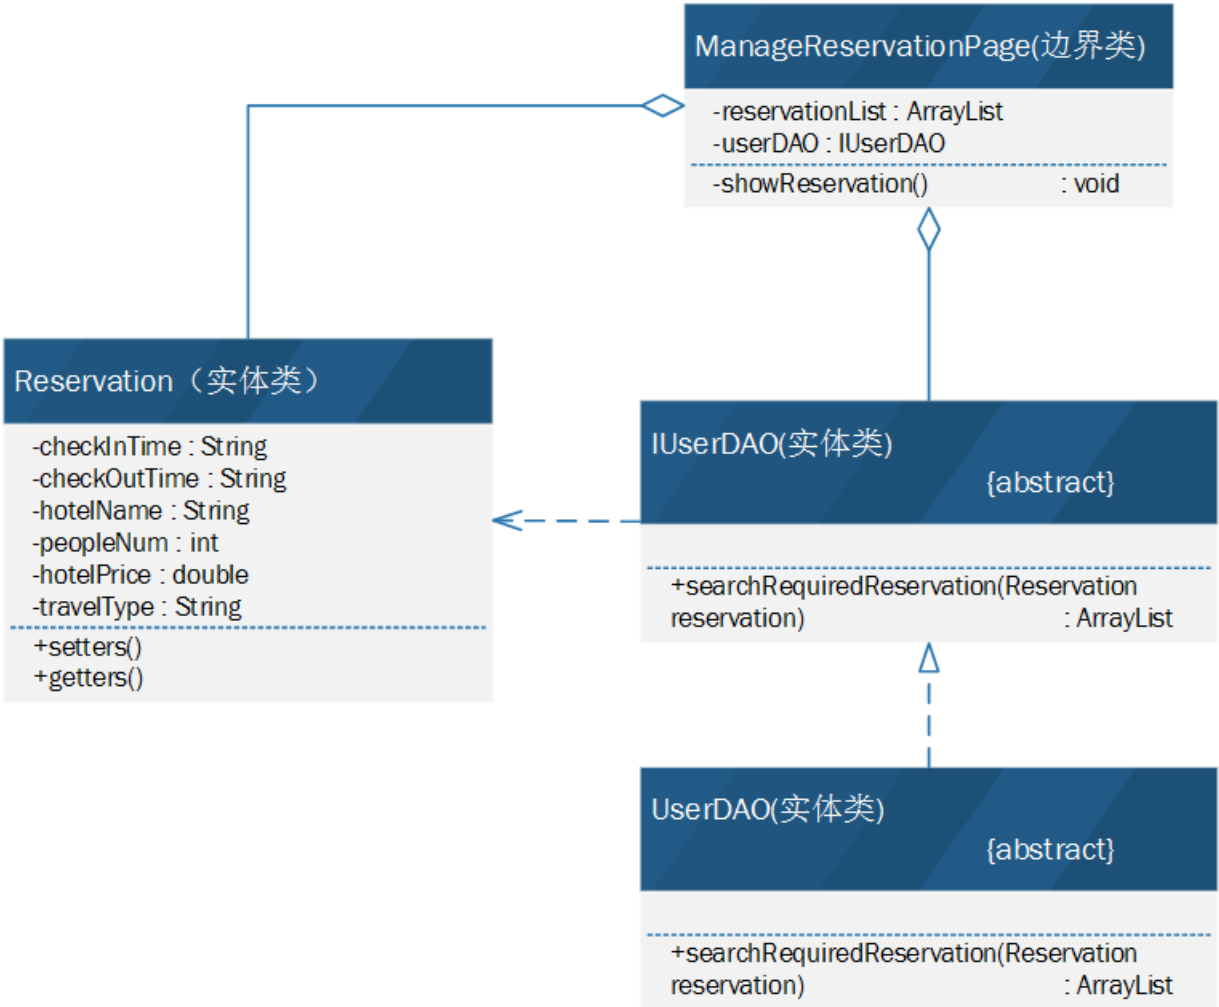 ManageReservationPage(边界类)
-reservationList : ArrayList
-userDAO : IUserDAO
-showReservation() : void
Reservation（实体类）
-checkInTime : String
-checkOutTime : String
-hotelName : String
-peopleNum : int
-hotelPrice : double
-travelType : String
+setters()
+getters()
IUserDAO(实体类)
{abstract}
+searchRequiredReservation(Reservation
reservation) : ArrayList
UserDAO(实体类)
{abstract}
+searchRequiredReservation(Reservation
reservation) : ArrayList